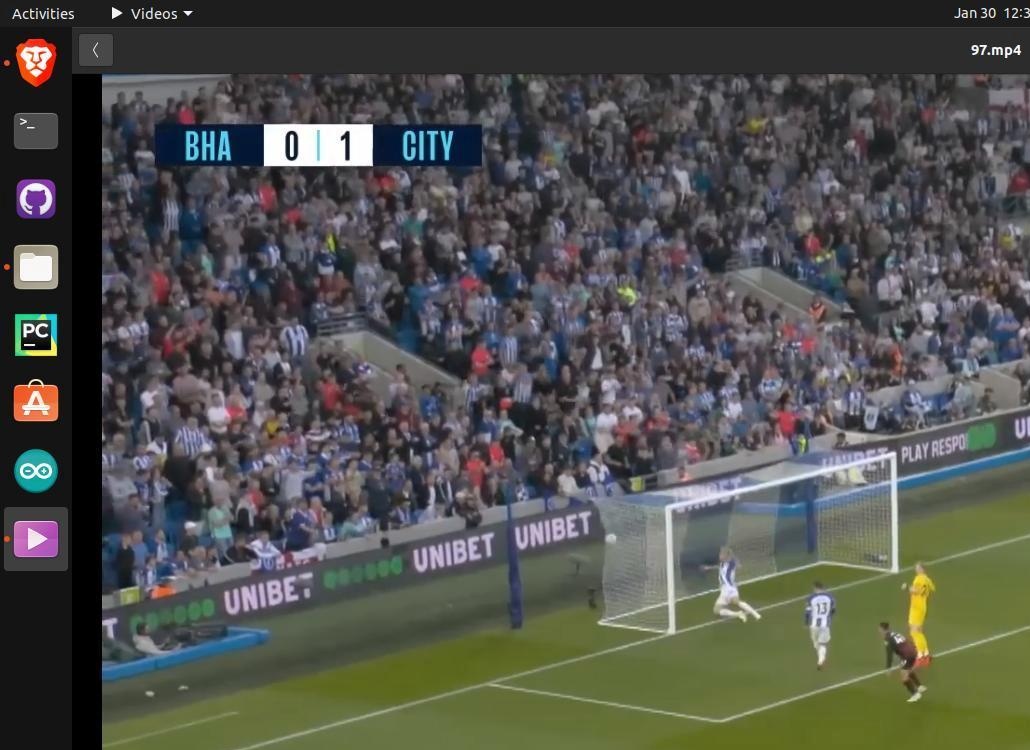 Activities
Videos
Jan 30 12:3
97.mp4
>_
BHA 0 | 1 CITY
PC
PLAY RESPO
UNIBET
UNIBET
UNIBET
UNIBET
13